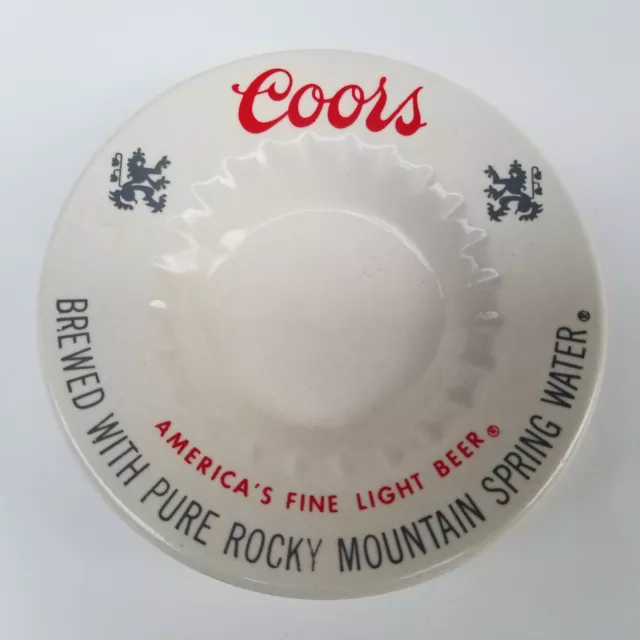 Coors
AMERICA'S FINE LIGHT BEER®
BREWED WITH PURE ROCKY MOUNTAIN SPRING WATER®